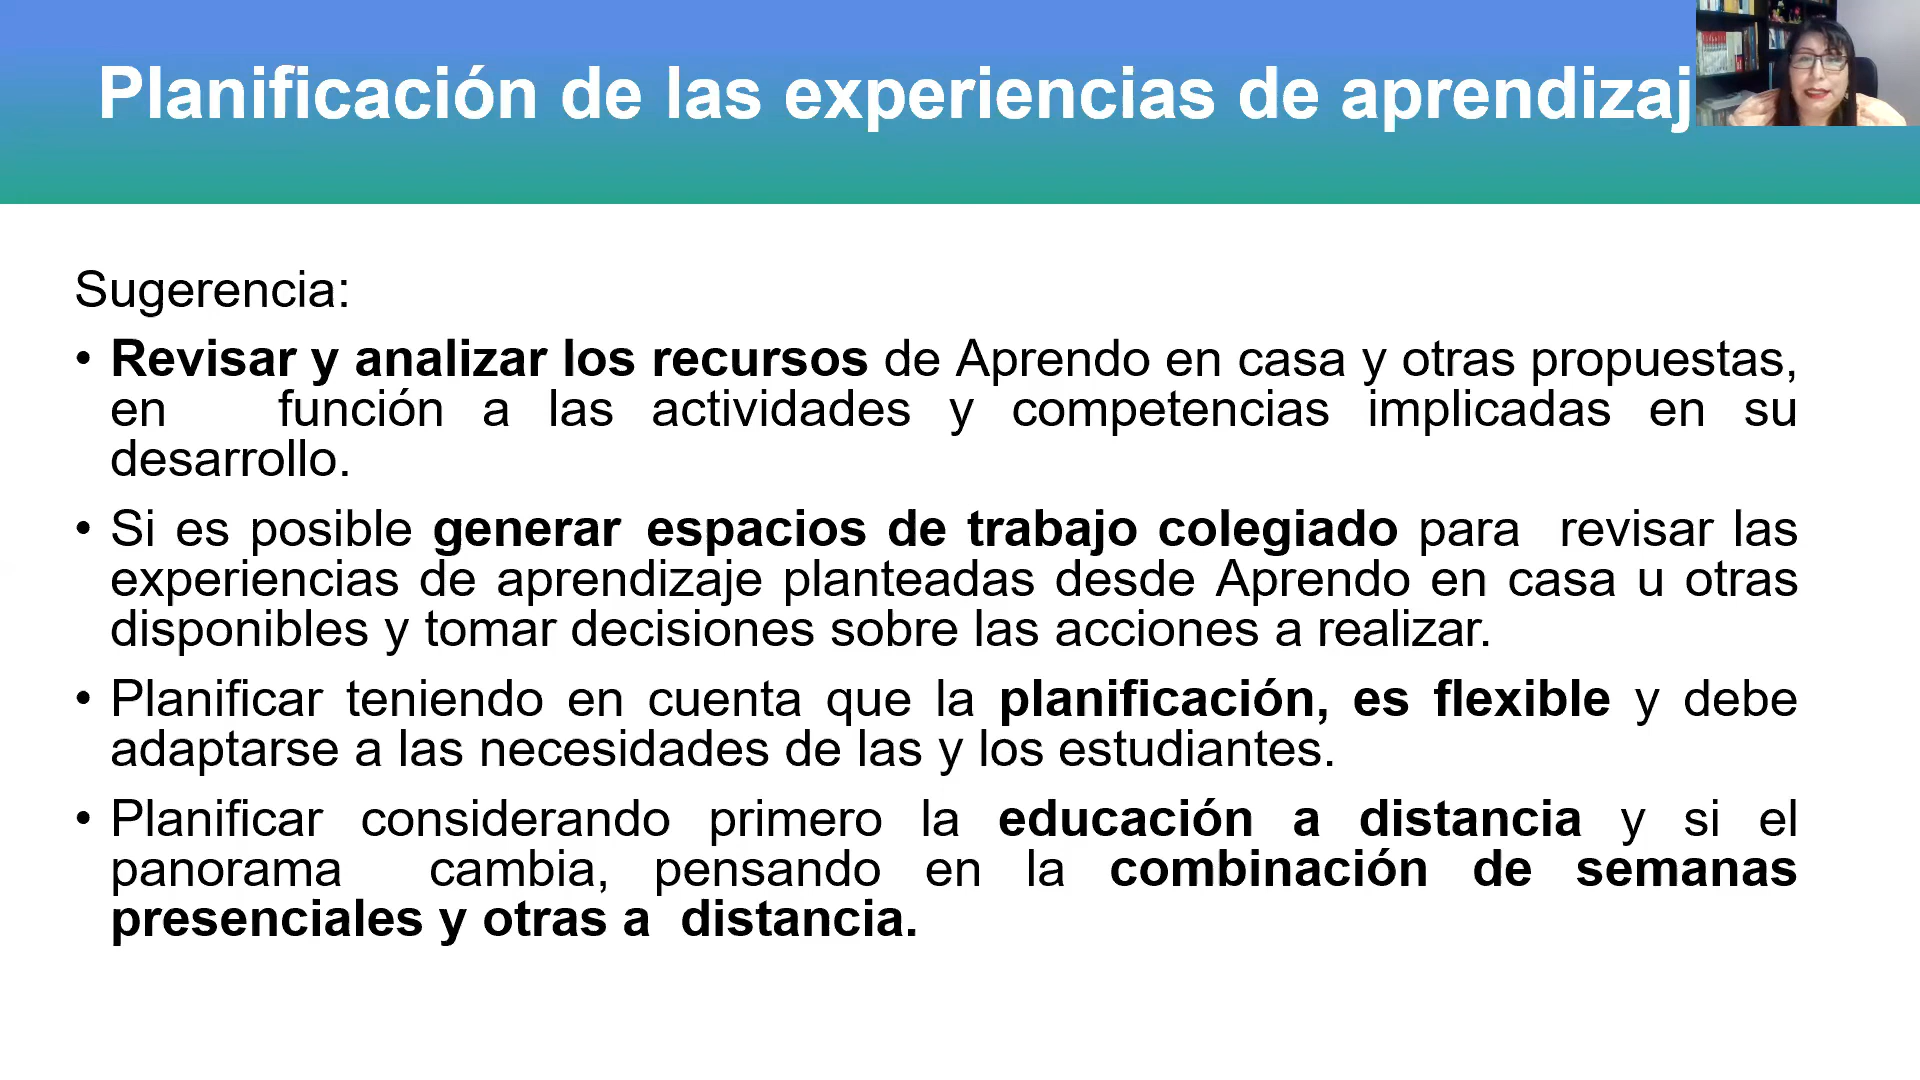 Planificación de las experiencias de aprendizaj
Sugerencia:
• Revisar y analizar los recursos de Aprendo en casa y otras propuestas,
en función a las actividades y competencias implicadas en su
desarrollo.
• Si es posible generar espacios de trabajo colegiado para revisar las
experiencias de aprendizaje planteadas desde Aprendo en casa u otras
disponibles y tomar decisiones sobre las acciones a realizar.
• Planificar teniendo en cuenta que la planificación, es flexible y debe
adaptarse a las necesidades de las y los estudiantes.
• Planificar considerando primero la educación a distancia y si el
panorama cambia, pensando en la combinación de semanas
presenciales y otras a distancia.